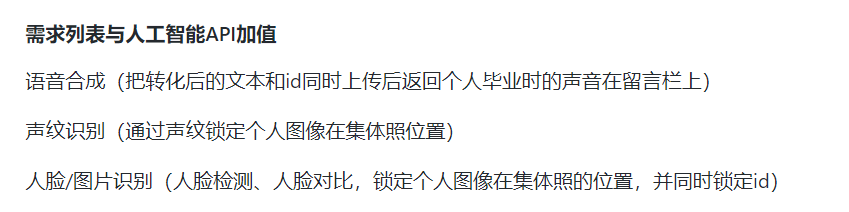 需求列表与人工智能API加值
语音合成（把转化后的文本和id同时上传后返回个人毕业时的声音在留言栏上）
声纹识别（通过声纹锁定个人图像在集体照位置）
人脸/图片识别（人脸检测、人脸对比，锁定个人图像在集体照的位置，并同时锁定id）